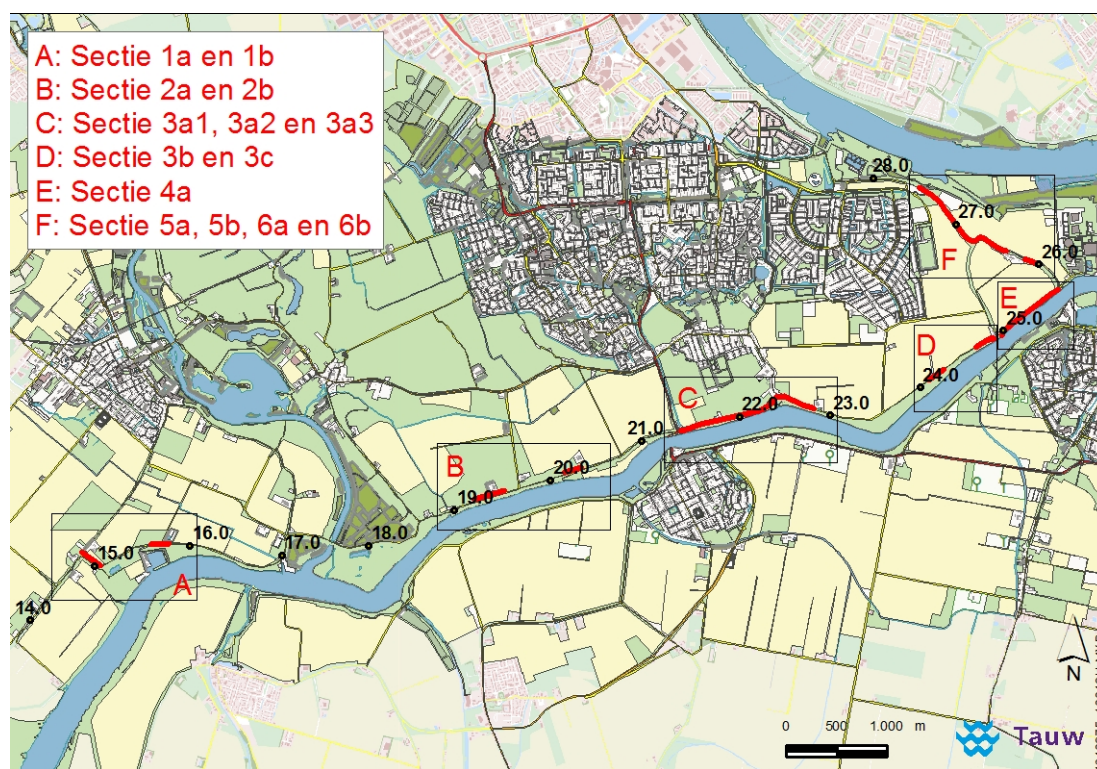 A: Sectie 1a en 1b
B: Sectie 2a en 2b
C: Sectie 3a1, 3a2 en 3a3
D: Sectie 3b en 3c
E: Sectie 4a
F: Sectie 5a, 5b, 6a en 6b
28.0
27.0
F
26.0
E
25.0
D
24.0
C
22.0
23.0
21.0
B
20.0
19.0
18.0
17.0
16.0
15.0
A
14.0
N
0 500 1.000 m
Tauw